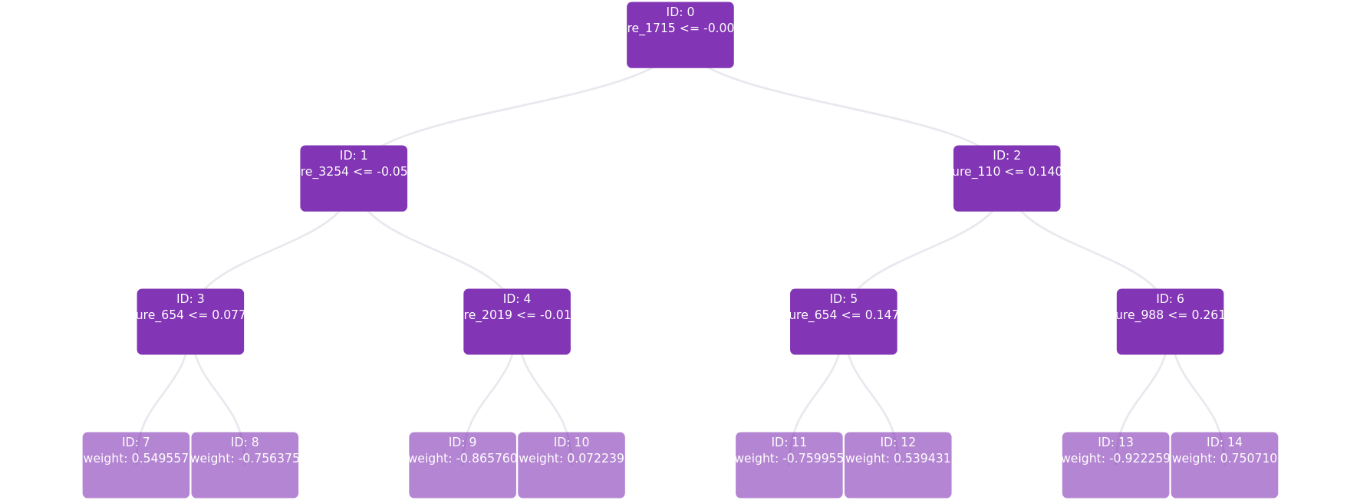 ID: 0
re_1715 <= -0.00
ID: 1
re_3254 <= -0.05
ID: 2
ure_110 <= 0.140
ID: 3
ure_654 <= 0.077
ID: 4
re_2019 <= -0.01
ID: 5
ure_654 <= 0.147
ID: 6
ure_988 <= 0.261
ID: 7
weight: 0.549557
ID: 8
weight: -0.756375
ID: 9
weight: -0.865760
ID: 10
weight: 0.072239
ID: 11
weight: -0.759955
ID: 12
weight: 0.539431
ID: 13
weight: -0.922259
ID: 14
weight: 0.750710